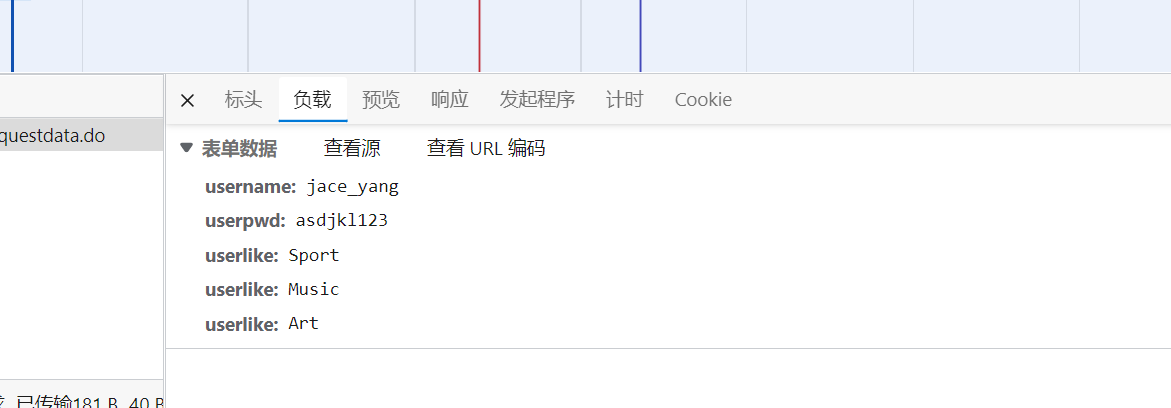 标头 负载 预览 响应 发起程序 计时 Cookie
questdata.do
表单数据 查看源 查看 URL 编码
username: jace_yang
userpwd: asdjkl123
userlike: Sport
userlike: Music
userlike: Art
已传输181 B 40 B